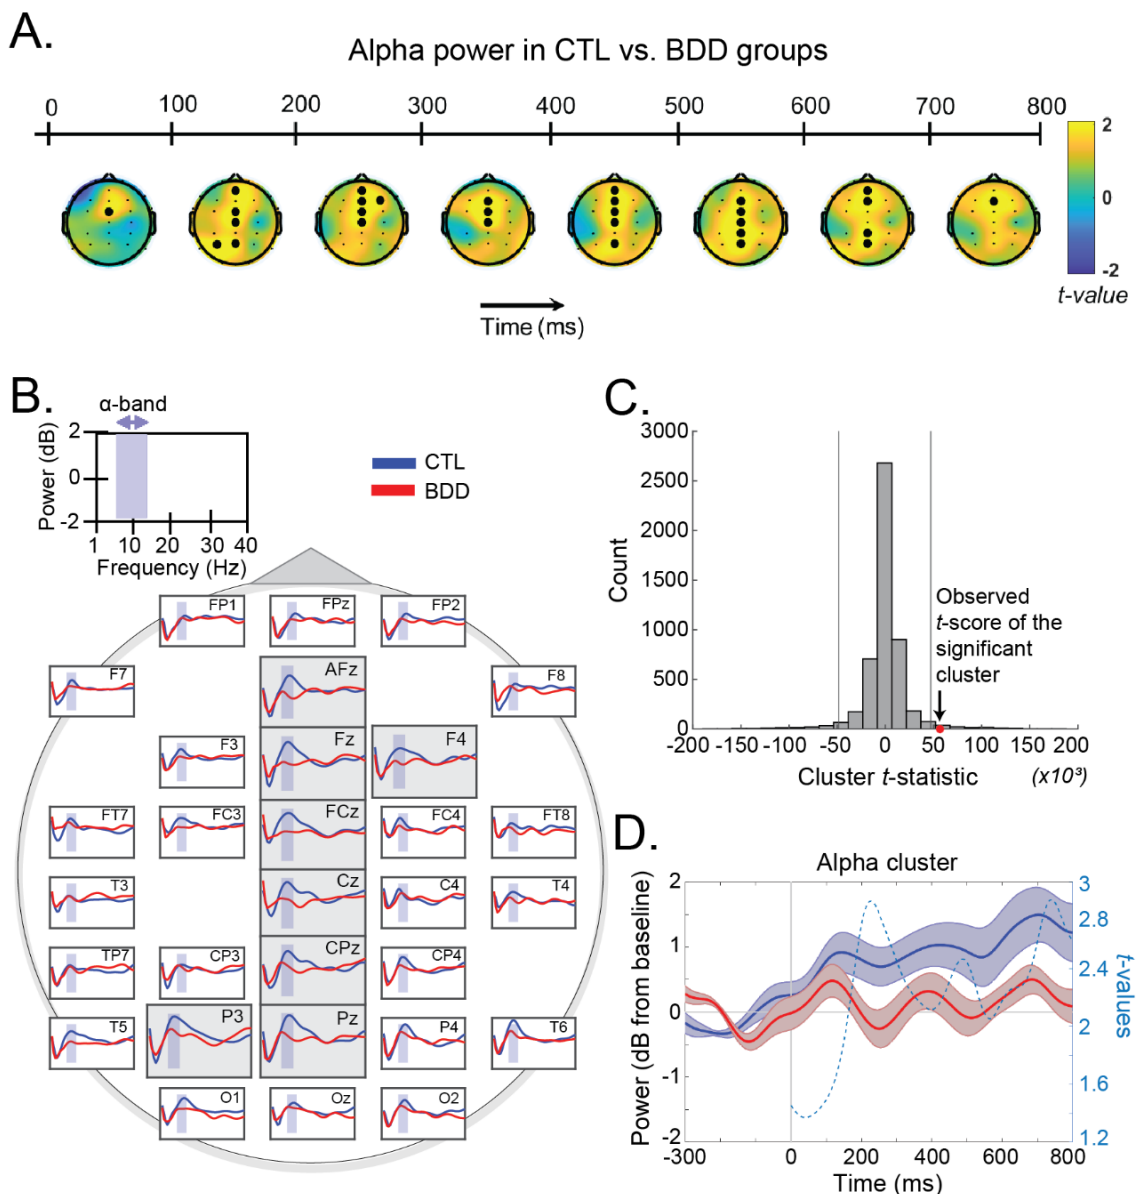 A.
Alpha power in CTL vs. BDD groups
0 100 200 300 400 500 600 700 800
2
0
-2
t-value
Time (ms)
B.
α-band
Power (dB)
2
0
-2
1 10 20 30 40
Frequency (Hz)
CTL
BDD
FP1 FPz FP2
F7 AFz F8
F3 Fz F4
FT7 FC3 FCz FC4 FT8
T3 Cz C4 T4
TP7 CP3 CPz CP4
T5 P3 Pz P4 T6
O1 Oz O2
C.
3000
2500
2000
1500
1000
500
0
Count
-200 -150 -100 -50 0 50 100 150 200
Cluster t-statistic (x10³)
Observed
t-score of the
significant
cluster
D.
Alpha cluster
Power (dB from baseline)
2
1
0
-1
-2
-300 0 200 400 600 800
Time (ms)
3
2.8
2.4
2
1.6
1.2
t-values